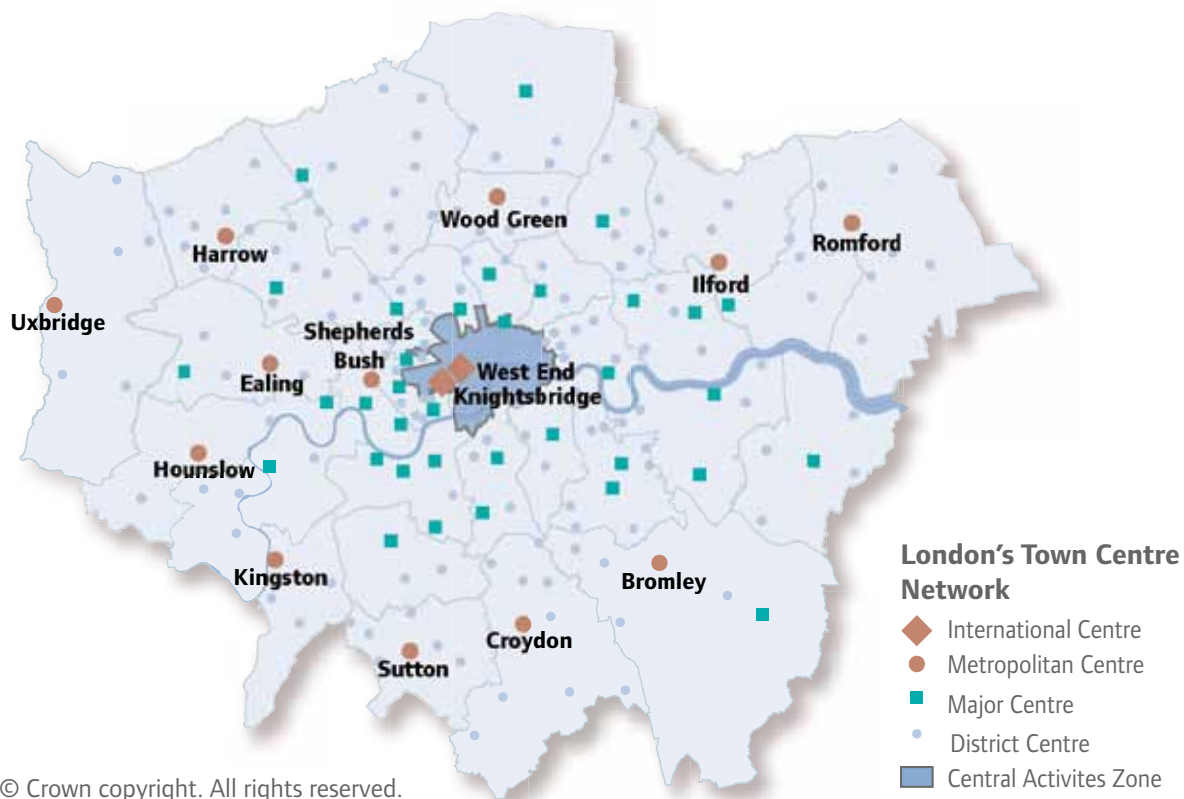 Wood Green
Harrow
Romford
Ilford
Uxbridge
Shepherds
Bush
West End
Ealing
Knightsbridge
Hounslow
Kingston
Bromley
Croydon
Sutton
London's Town Centre
Network
International Centre
Metropolitan Centre
Major Centre
District Centre
Central Activites Zone
© Crown copyright. All rights reserved.